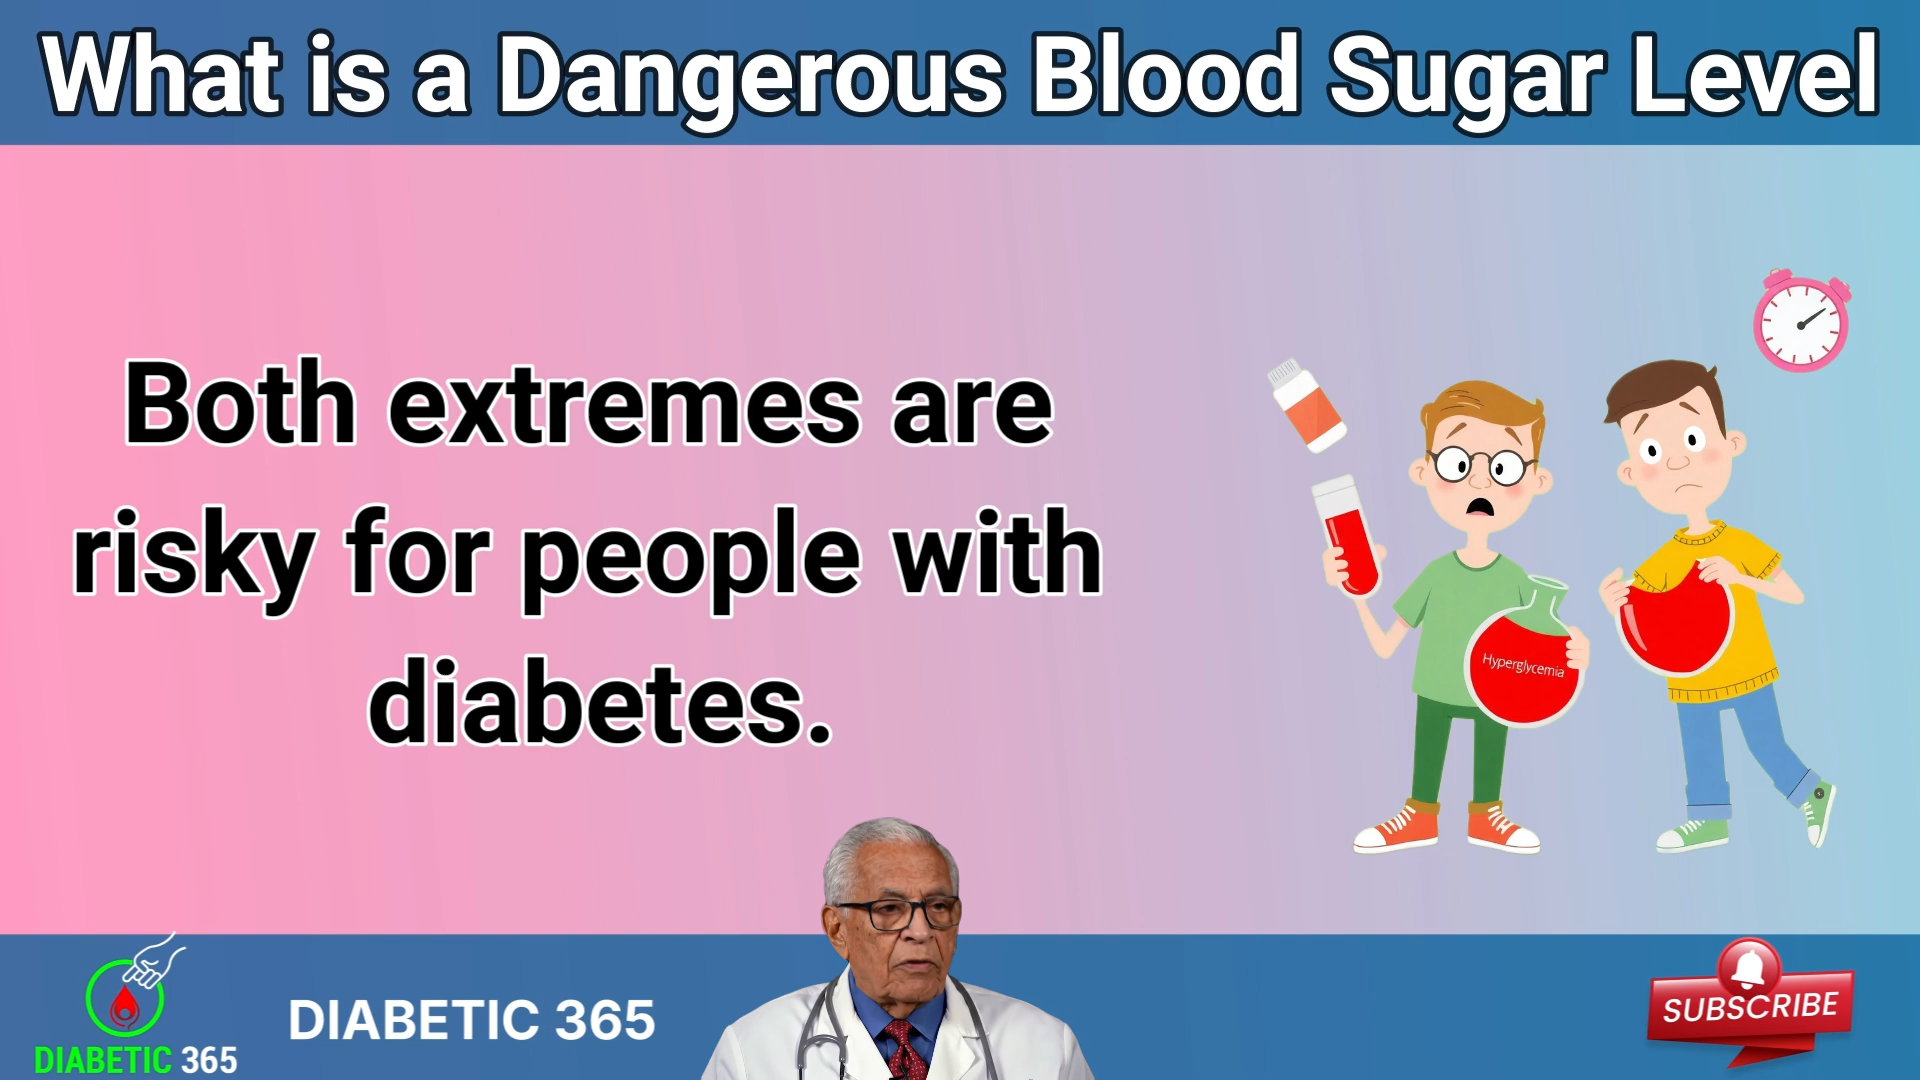 What is a Dangerous Blood Sugar Level
Both extremes are
risky for people with
diabetes.
Hyperglycemia
DIABETIC 365
DIABETIC 365
SUBSCRIBE